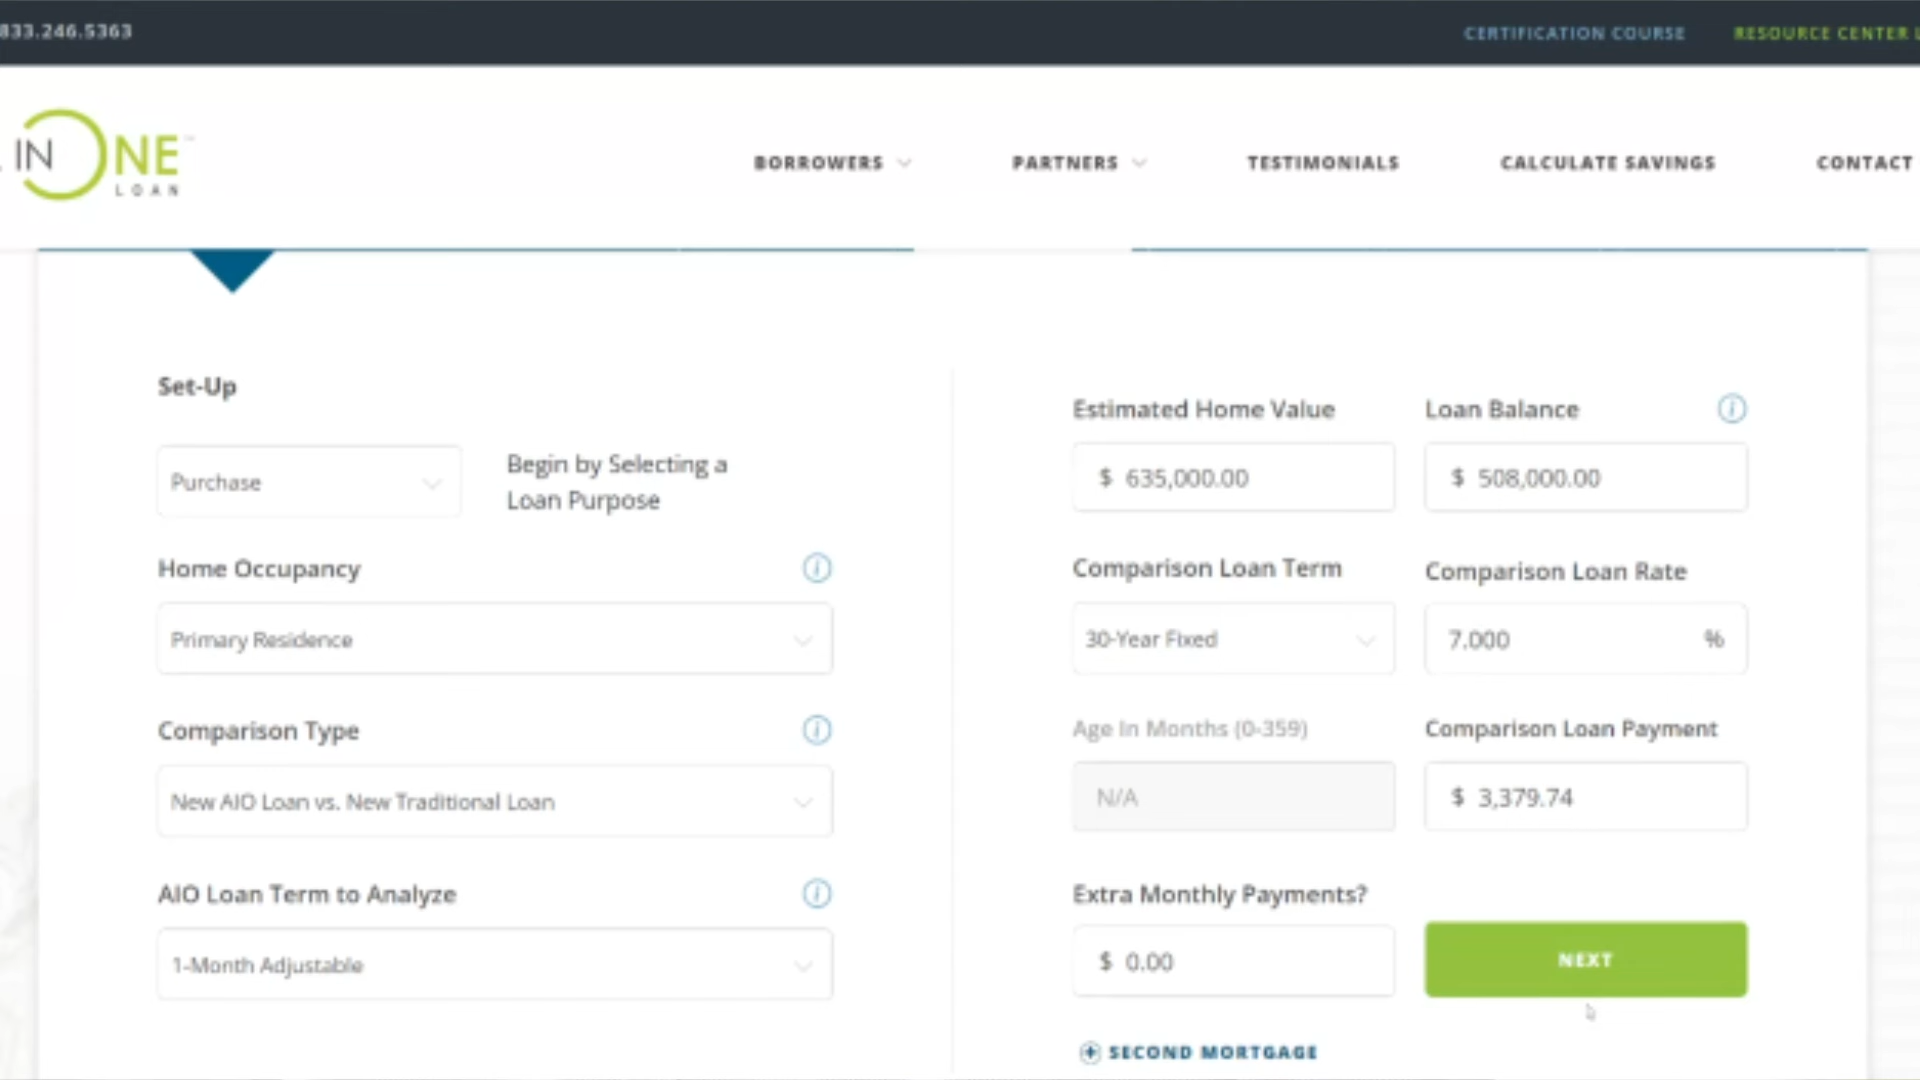 833.246.5363
CERTIFICATION COURSE
RESOURCE CENTER
IN ONE
LOAN
BORROWERS
PARTNERS
TESTIMONIALS
CALCULATE SAVINGS
CONTACT
Set-Up
Purchase
Begin by Selecting a
Loan Purpose
Home Occupancy
Primary Residence
Comparison Type
New AIO Loan vs. New Traditional Loan
AIO Loan Term to Analyze
1-Month Adjustable
Estimated Home Value
Loan Balance
$ 635,000.00
$ 508,000.00
Comparison Loan Term
Comparison Loan Rate
30-Year Fixed
7.000 %
Age In Months (0-359)
Comparison Loan Payment
N/A
$ 3,379.74
Extra Monthly Payments?
$ 0.00
NEXT
SECOND MORTGAGE